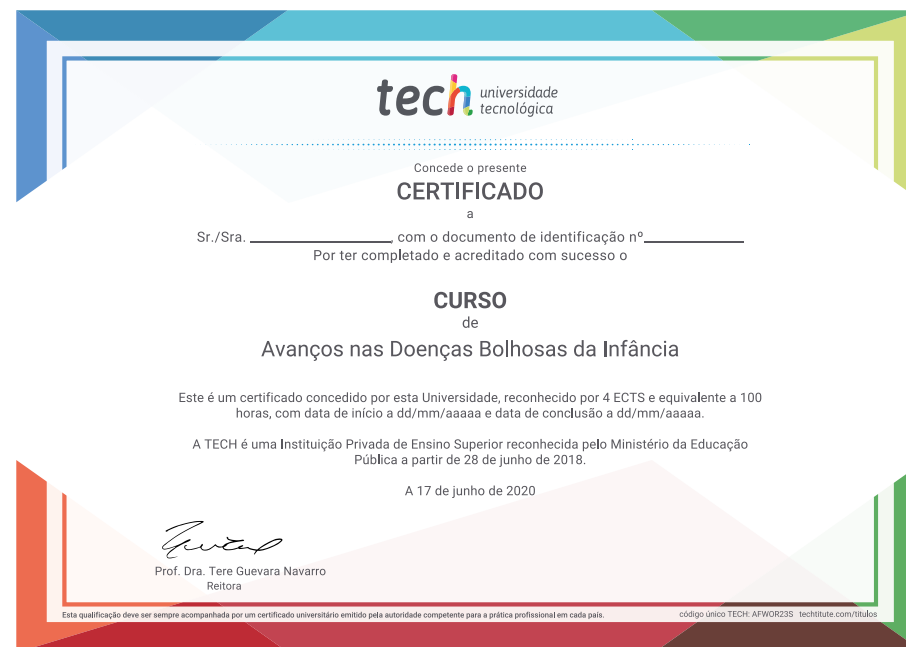 tech universidade
tecnológica
Concede o presente
CERTIFICADO
a
Sr./Sra. ____________, com o documento de identificação nº____________
Por ter completado e acreditado com sucesso o
CURSO
de
Avanços nas Doenças Bolhosas da Infância
Este é um certificado concedido por esta Universidade, reconhecido por 4 ECTS e equivalente a 100
horas, com data de início a dd/mm/aaaaa e data de conclusão a dd/mm/aaaaa.
A TECH é uma Instituição Privada de Ensino Superior reconhecida pelo Ministério da Educação
Pública a partir de 28 de junho de 2018.
A 17 de junho de 2020
Prof. Dra. Tere Guevara Navarro
Reitora
Esta qualificação deve ser sempre acompanhada por um certificado universitário emitido pela autoridade competente para a prática profissional em cada país.
código único TECH: AFWOR23S techtitute.com/titulos